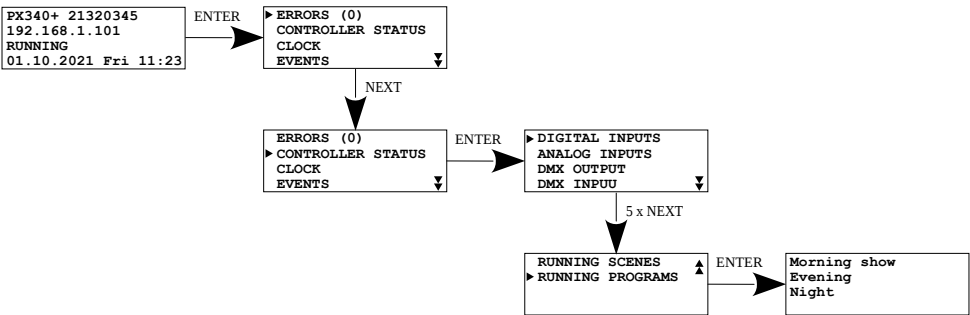 PX340+ 21320345
192.168.1.101
RUNNING
01.10.2021 Fri 11:23
ENTER
ERRORS (0)
CONTROLLER STATUS
CLOCK
EVENTS
NEXT
ERRORS (0)
CONTROLLER STATUS
CLOCK
EVENTS
ENTER
DIGITAL INPUTS
ANALOG INPUTS
DMX OUTPUT
DMX INPUU
5 x NEXT
RUNNING SCENES
RUNNING PROGRAMS
ENTER
Morning show
Evening
Night